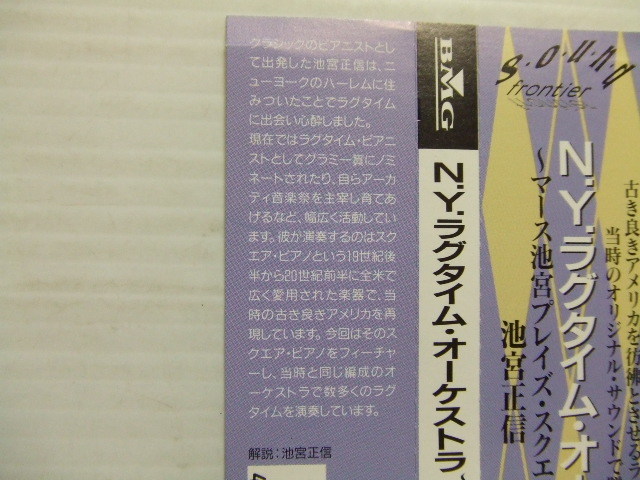 クラシックのピアニストとし
て出発した池宮正信は、ニ
ューヨークのハーレムに住
みついたことでラグタイム
に出会い心酔しました。
現在ではラグタイム・ピアニ
ストとしてグラミー賞にノミ
ネートされたり、自らアーカ
ディ音楽祭を主宰し育てあ
げるなど、幅広く活動してい
ます。彼が演奏するのはスク
エア・ピアノという19世紀後
半から20世紀前半に全米で
広く愛用された楽器で、当
時の古き良きアメリカを再
現しています。今回はそのス
クエア・ピアノをフィーチャ
ーし、当時と同じ編成のオ
ーケストラで数多くのラグ
タイムを演奏しています。
解説:池宮正信
BMG
N.Y.ラグタイム・オーケストラ~
S・O・U・N・D
frontier
古き良きアメリカを彷彿とさせるラ
当時のオリジナル・サウンドで
N.Y.ラグタイム・オ
~マース池宮プレイズ・スクエ
池宮正信